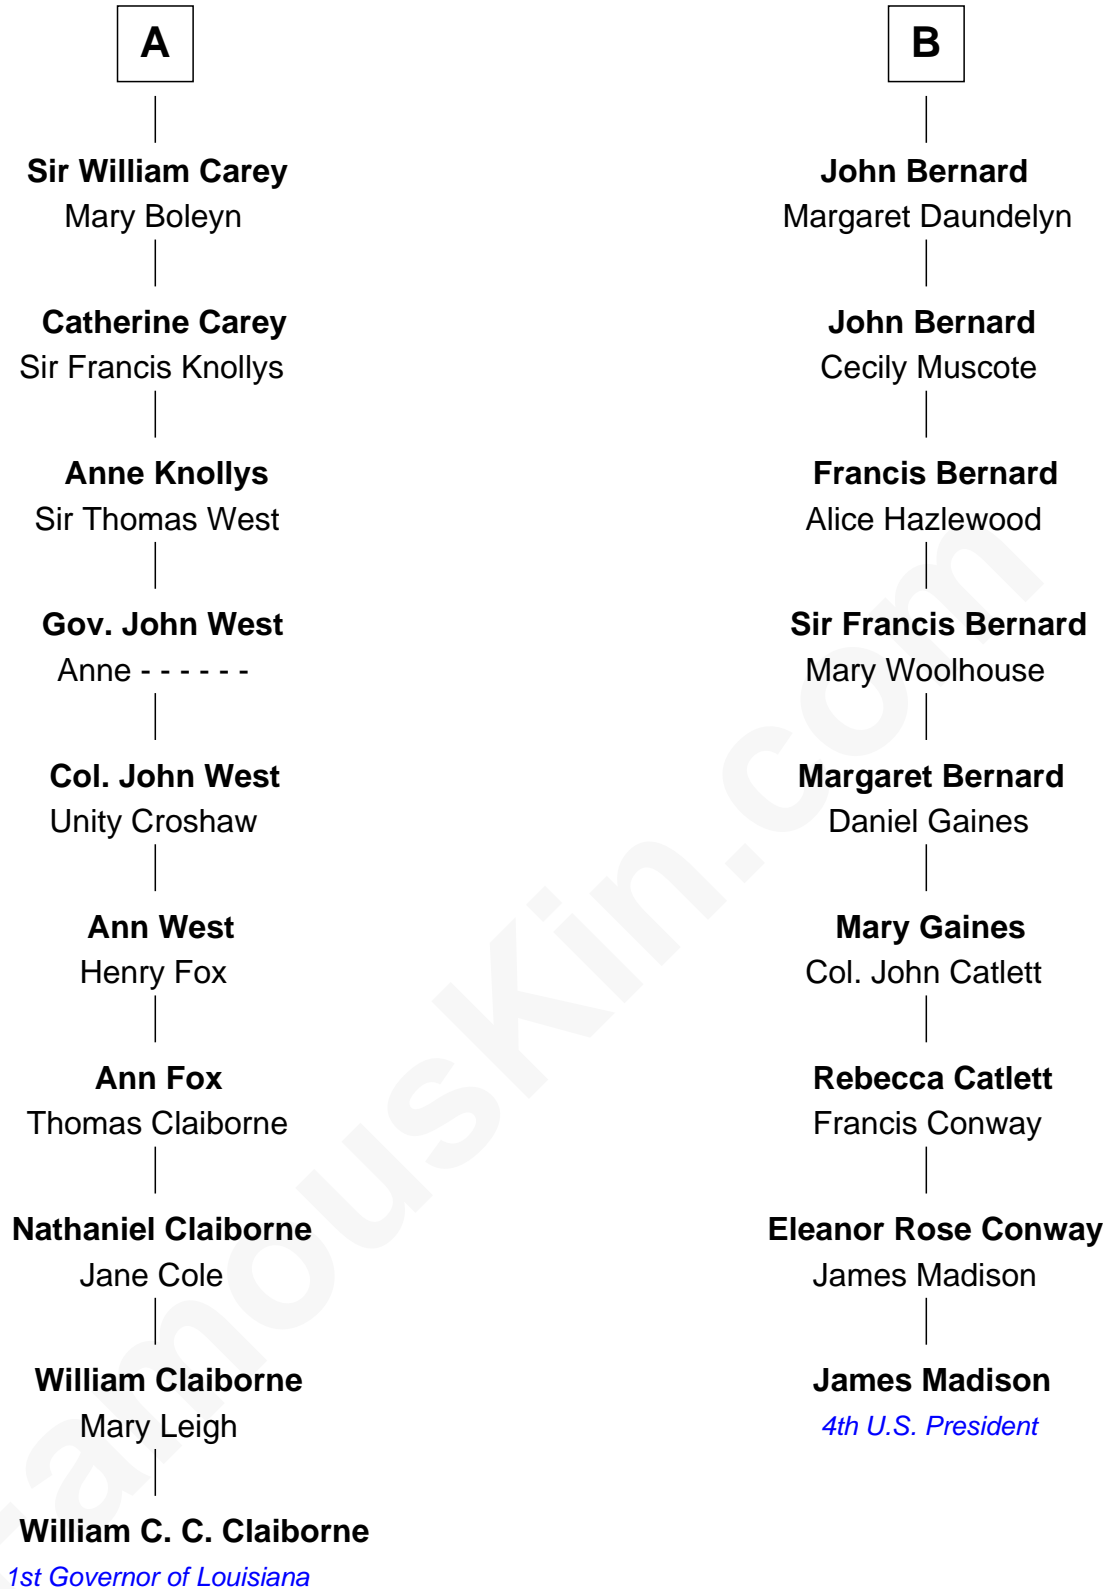 A
Sir William Carey
Mary Boleyn
Catherine Carey
Sir Francis Knollys
Anne Knollys
Sir Thomas West
Gov. John West
Anne - - - - - -
Col. John West
Unity Croshaw
Ann West
Henry Fox
Ann Fox
Thomas Claiborne
Nathaniel Claiborne
Jane Cole
William Claiborne
Mary Leigh
William C. C. Claiborne
1st Governor of Louisiana
B
John Bernard
Margaret Daundelyn
John Bernard
Cecily Muscote
Francis Bernard
Alice Hazlewood
Sir Francis Bernard
Mary Woolhouse
Margaret Bernard
Daniel Gaines
Mary Gaines
Col. John Catlett
Rebecca Catlett
Francis Conway
Eleanor Rose Conway
James Madison
James Madison
4th U.S. President
FamousKin.com